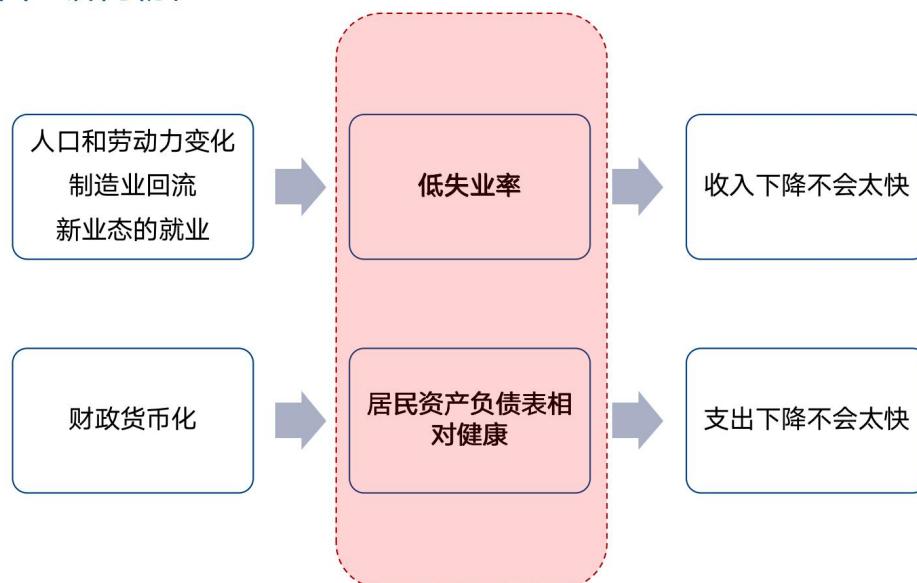 人口和劳动力变化
制造业回流
新业态的就业
低失业率
收入下降不会太快
财政货币化
居民资产负债表相
对健康
支出下降不会太快